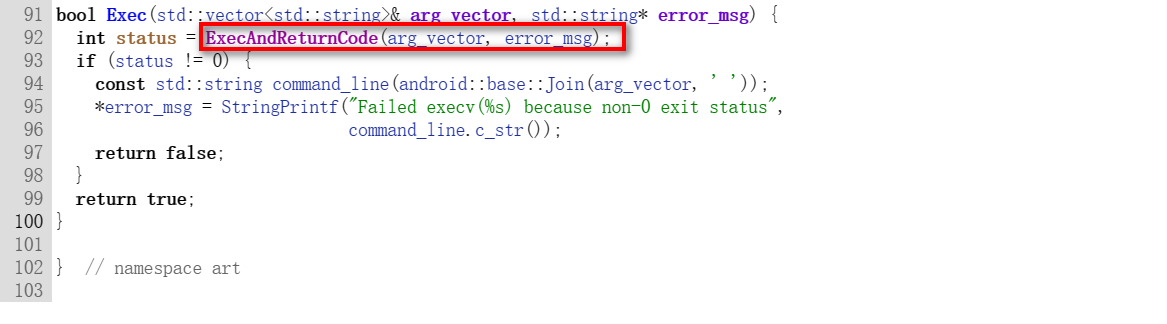 91 bool Exec(std::vector<std::string>& arg_vector, std::string* error_msg) {
92   int status = ExecAndReturnCode(arg_vector, error_msg);
93   if (status != 0) {
94     const std::string command_line(android::base::Join(arg_vector, ' '));
95     *error_msg = StringPrintf("Failed execv(%s) because non-0 exit status",
96                               command_line.c_str());
97     return false;
98   }
99   return true;
100 }
101
102 }  // namespace art
103